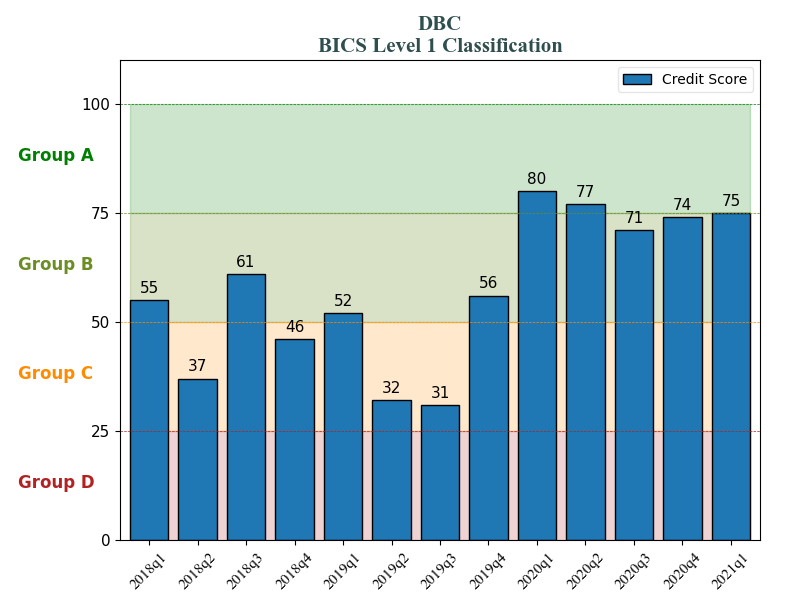 DBC
BICS Level 1 Classification
Credit Score
100
Group A
80
77
75
75
74
71
Group B
61
56
55
52
50
46
Group C
37
32
31
25
Group D
0
2018q1
2018q2
2018q3
2018q4
2019q1
2019q2
2019q3
2019q4
2020q1
2020q2
2020q3
2020q4
2021q1